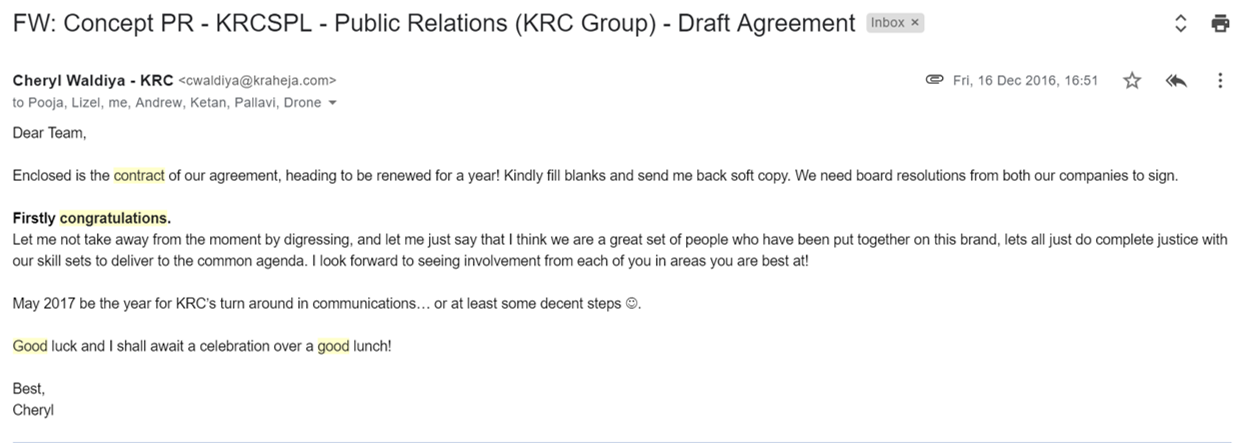 FW: Concept PR - KRCSPL - Public Relations (KRC Group) - Draft Agreement Inbox ×
Cheryl Waldiya - KRC <cwaldiya@kraheja.com> Fri, 16 Dec 2016, 16:51
to Pooja, Lizel, me, Andrew, Ketan, Pallavi, Drone
Dear Team,
Enclosed is the contract of our agreement, heading to be renewed for a year! Kindly fill blanks and send me back soft copy. We need board resolutions from both our companies to sign.
Firstly congratulations.
Let me not take away from the moment by digressing, and let me just say that I think we are a great set of people who have been put together on this brand, lets all just do complete justice with
our skill sets to deliver to the common agenda. I look forward to seeing involvement from each of you in areas you are best at!
May 2017 be the year for KRC's turn around in communications… or at least some decent steps ☺.
Good luck and I shall await a celebration over a good lunch!
Best,
Cheryl